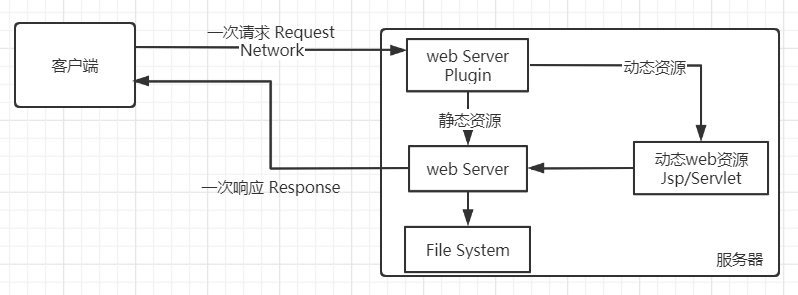 一次请求 Request
Network
客户端
web Server
Plugin
动态资源
静态资源
web Server
动态web资源
Jsp/Servlet
一次响应 Response
File System
服务器